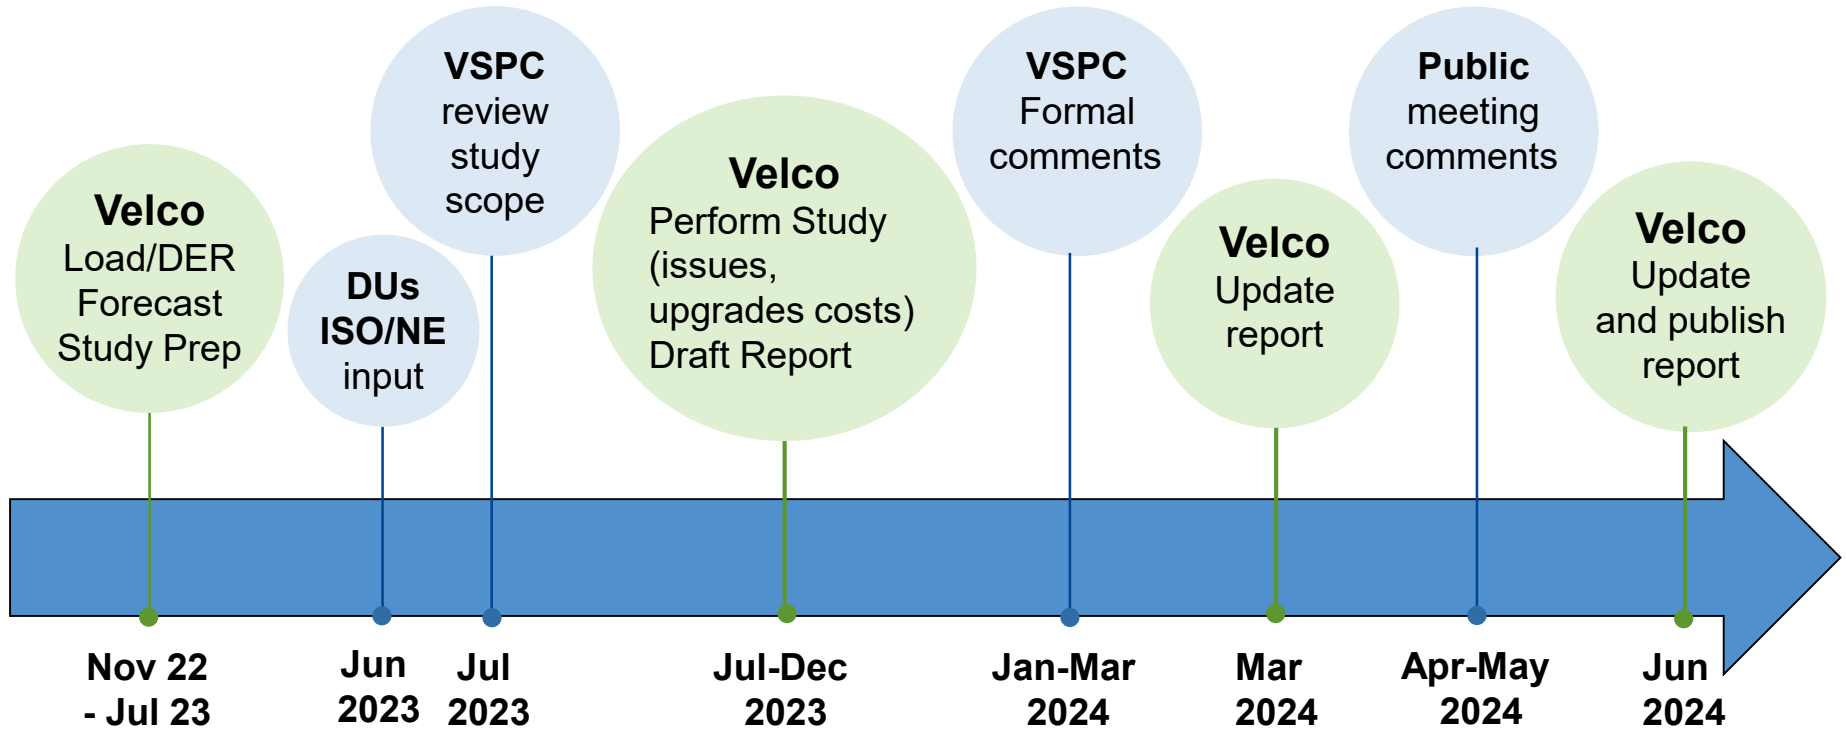 Velco
Load/DER
Forecast
Study Prep
Nov 22
- Jul 23
DUs
ISO/NE
input
Jun
2023
VSPC
review
study
scope
Jul
2023
Velco
Perform Study
(issues,
upgrades costs)
Draft Report
Jul-Dec
2023
VSPC
Formal
comments
Jan-Mar
2024
Velco
Update
report
Mar
2024
Public
meeting
comments
Apr-May
2024
Velco
Update
and publish
report
Jun
2024